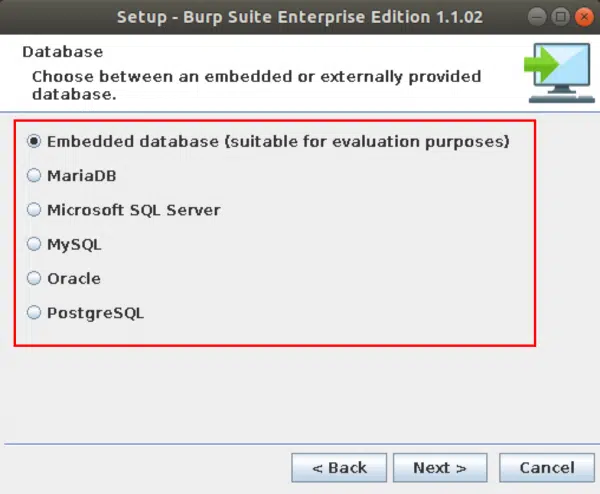 Setup - Burp Suite Enterprise Edition 1.1.02
Database
Choose between an embedded or externally provided
database.
Embedded database (suitable for evaluation purposes)
MariaDB
Microsoft SQL Server
MySQL
Oracle
PostgreSQL
< Back Next > Cancel